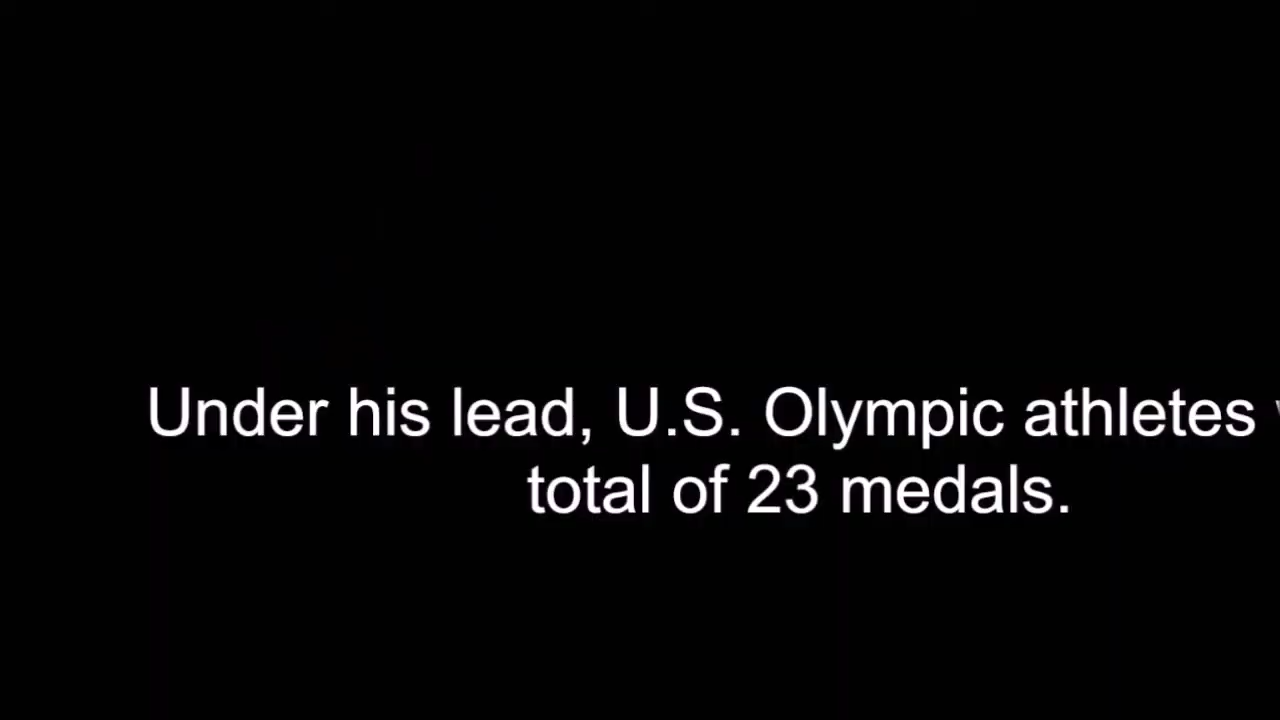 Under his lead, U.S. Olympic athletes
total of 23 medals.